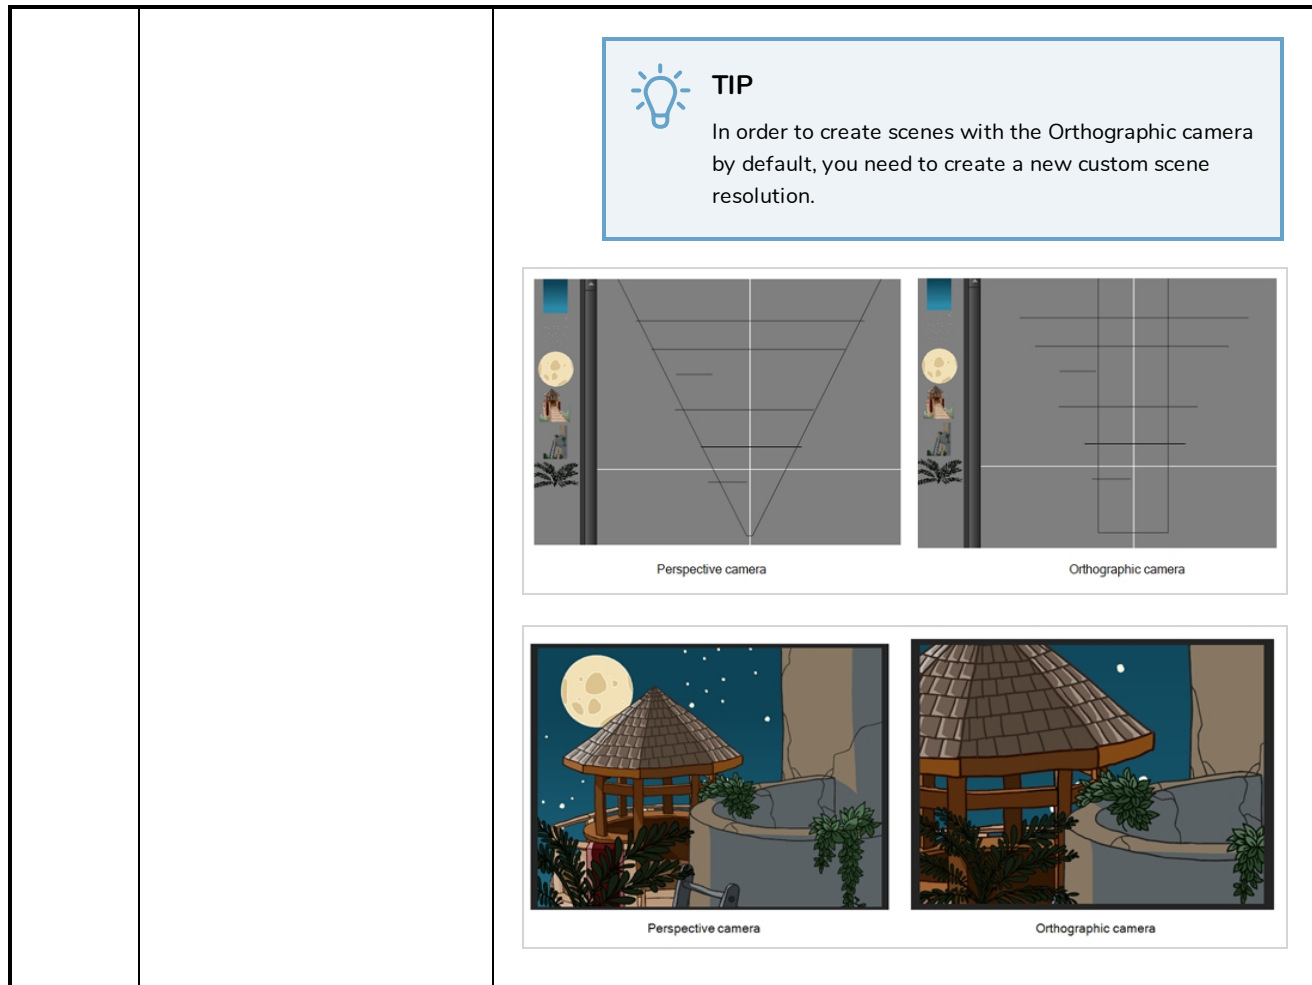 TIP
In order to create scenes with the Orthographic camera
by default, you need to create a new custom scene
resolution.
Perspective camera
Orthographic camera
Perspective camera
Orthographic camera